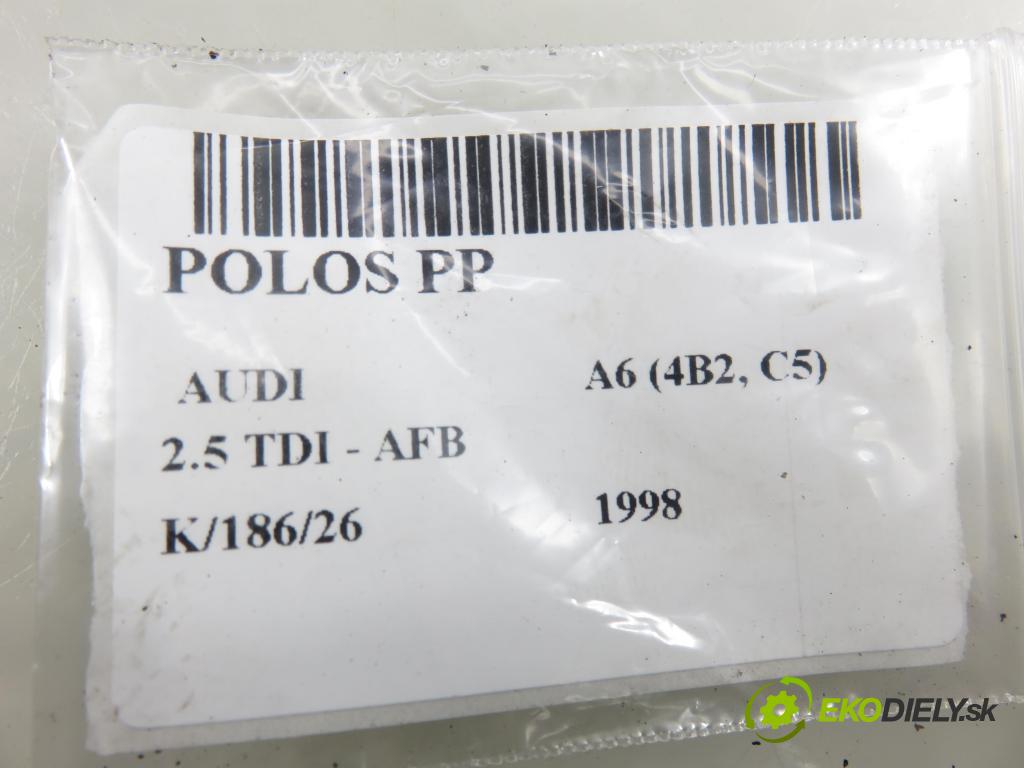 POLOS PP
AUDI A6 (4B2, C5)
2.5 TDI - AFB
K/186/26 1998
EKODIELY.sk